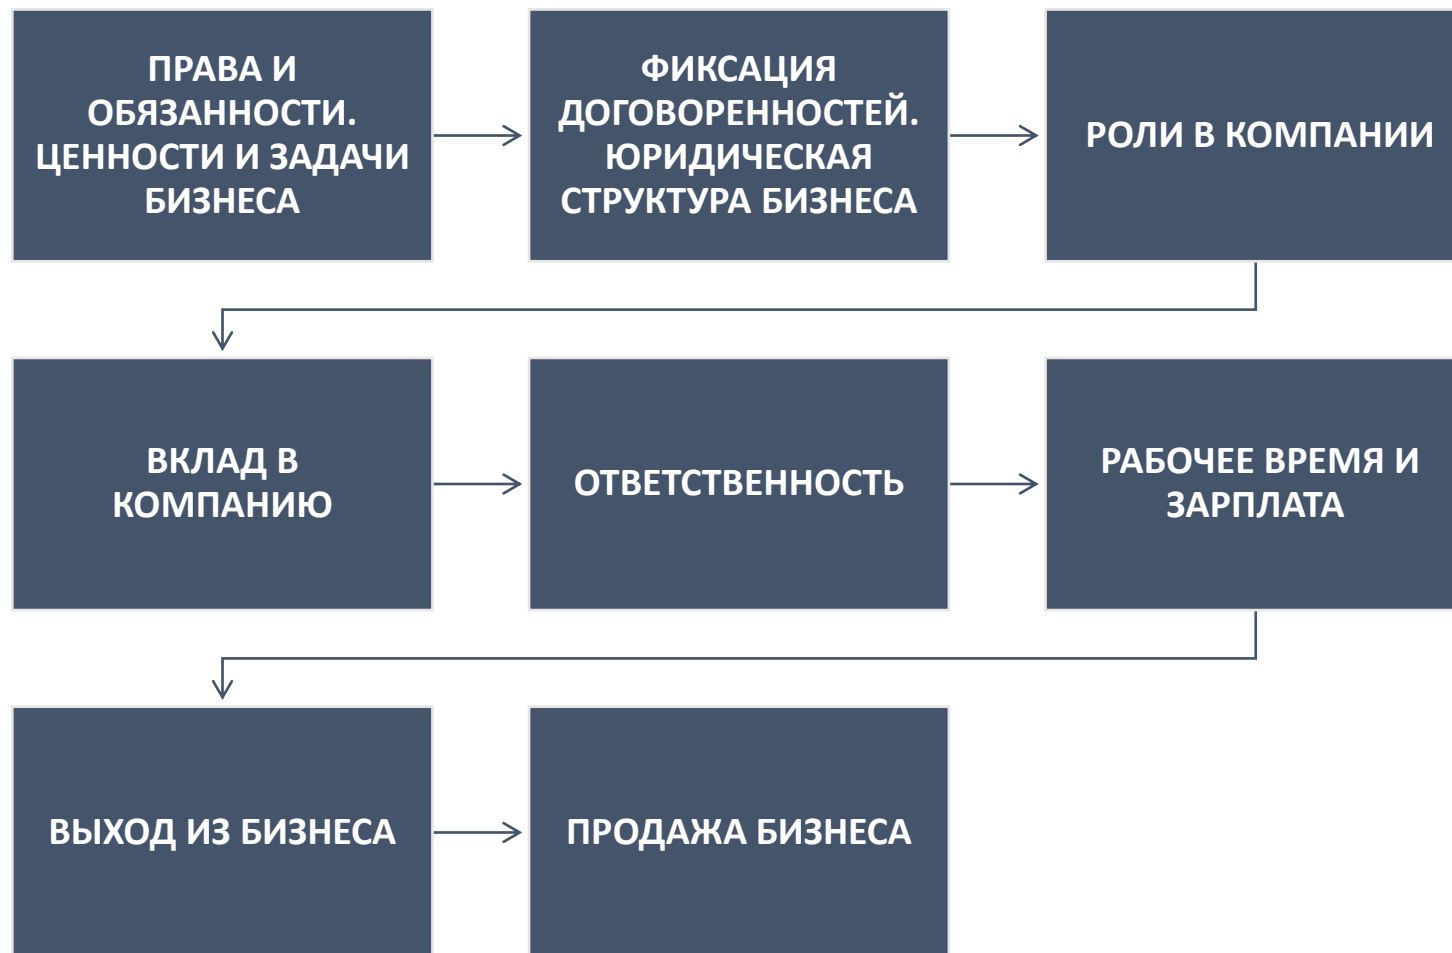 ПРАВА И
ОБЯЗАННОСТИ.
ЦЕННОСТИ И ЗАДАЧИ
БИЗНЕСА
ФИКСАЦИЯ
ДОГОВОРЕННОСТЕЙ.
ЮРИДИЧЕСКАЯ
СТРУКТУРА БИЗНЕСА
РОЛИ В КОМПАНИИ
ВКЛАД В
КОМПАНИЮ
ОТВЕТСТВЕННОСТЬ
РАБОЧЕЕ ВРЕМЯ И
ЗАРПЛАТА
ВЫХОД ИЗ БИЗНЕСА
ПРОДАЖА БИЗНЕСА